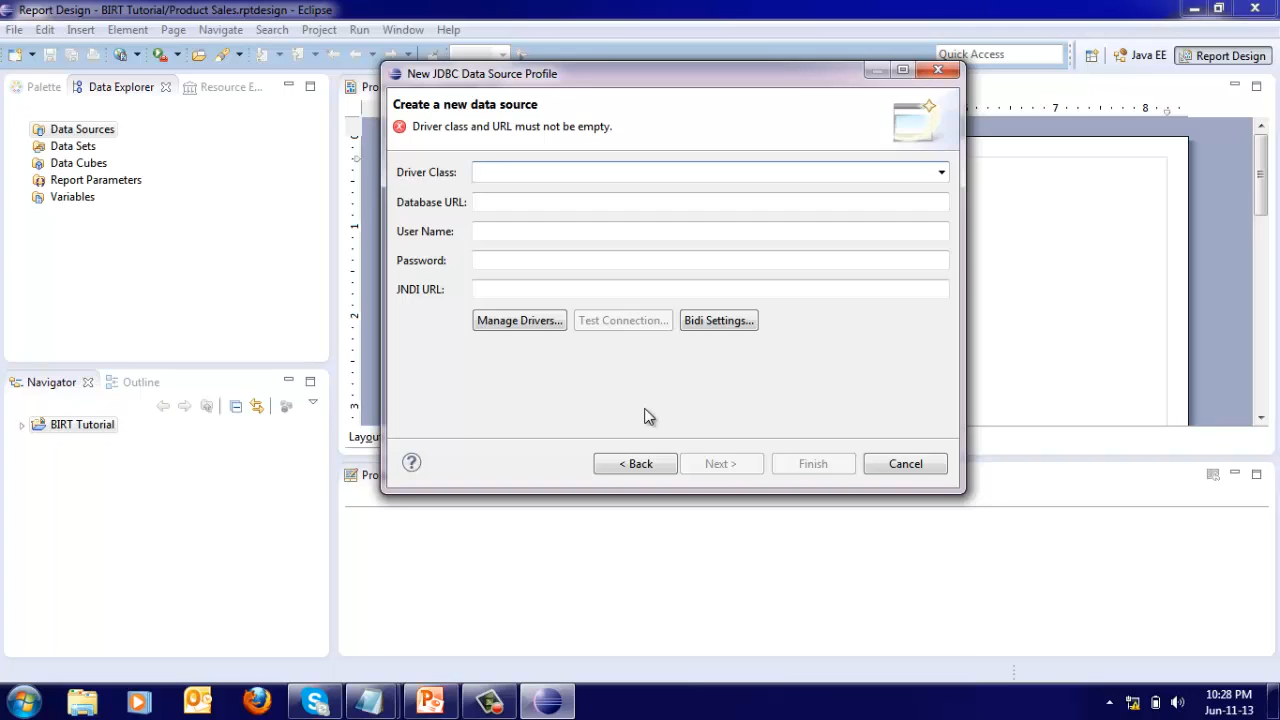 Report Design - BIRT Tutorial/Product Sales.rptdesign - Eclipse
File Edit Insert Element Page Navigate Search Project Run Window Help
Quick Access
Java EE
Report Design
Palette
Data Explorer
Resource E...
Data Sources
Data Sets
Data Cubes
Report Parameters
Variables
New JDBC Data Source Profile
Create a new data source
Driver class and URL must not be empty.
Driver Class:
Database URL:
User Name:
Password:
JNDI URL:
Manage Drivers...
Test Connection...
Bidi Settings...
< Back
Next >
Finish
Cancel
7
8
1
2
3
Navigator
Outline
BIRT Tutorial
10:28 PM
Jun-11-13